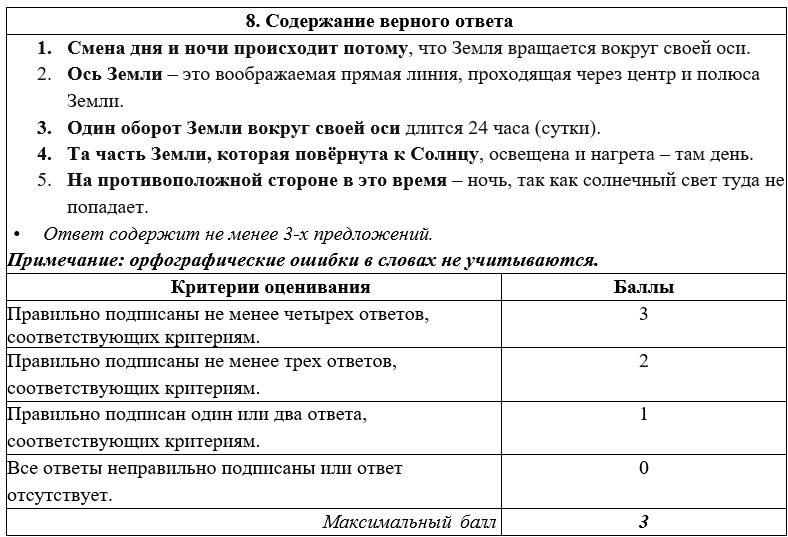 8. Содержание верного ответа
1. Смена дня и ночи происходит потому, что Земля вращается вокруг своей оси.
2. Ось Земли – это воображаемая прямая линия, проходящая через центр и полюса
Земли.
3. Один оборот Земли вокруг своей оси длится 24 часа (сутки).
4. Та часть Земли, которая повёрнута к Солнцу, освещена и нагрета – там день.
5. На противоположной стороне в это время – ночь, так как солнечный свет туда не
попадает.
• Ответ содержит не менее 3-х предложений.
Примечание: орфографические ошибки в словах не учитываются.
Критерии оценивания Баллы
Правильно подписаны не менее четырех ответов, 3
соответствующих критериям.
Правильно подписаны не менее трех ответов, 2
соответствующих критериям.
Правильно подписан один или два ответа, 1
соответствующих критериям.
Все ответы неправильно подписаны или ответ 0
отсутствует.
Максимальный балл 3